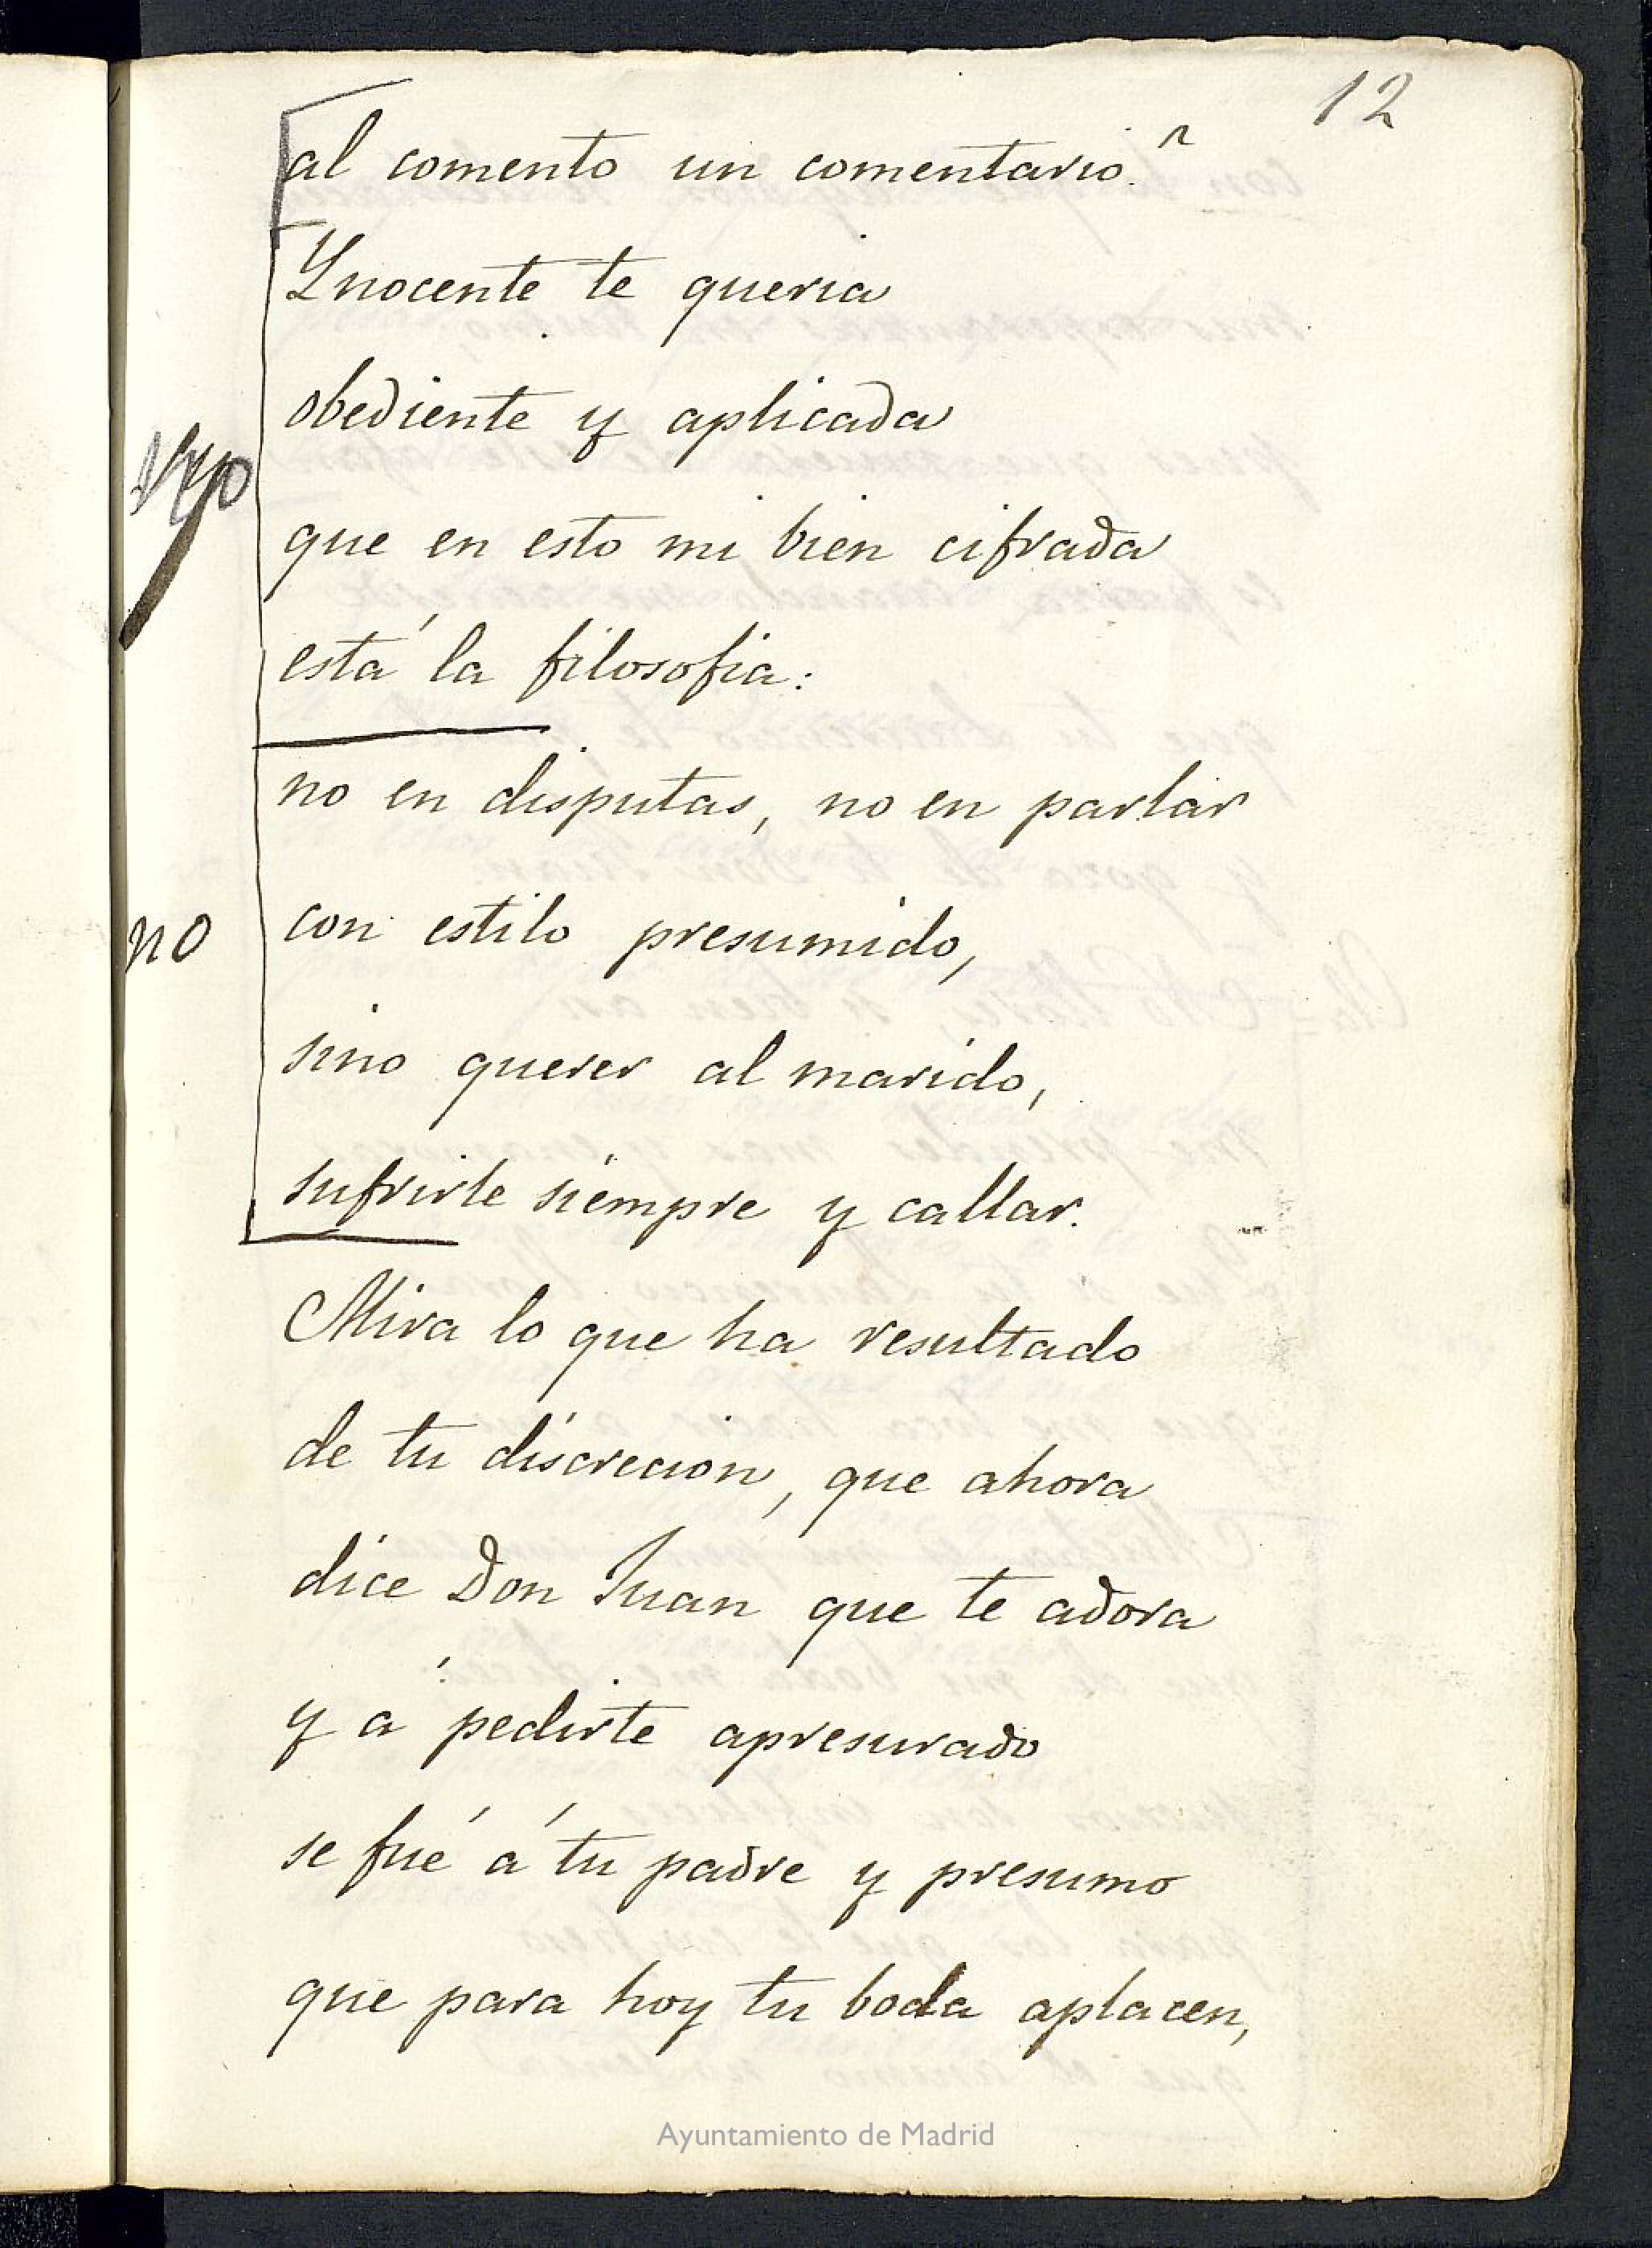 12
al comento un comentario."
Ynocente te queria
obediente y aplicada
que en esto mi bien cifrada
está la filosofia:
no en disputas, no en parlar
no
con estilo presumido,
sino querer al marido,
sufrirle siempre y callar.
Mira lo que ha resultado
de tu discrecion, que ahora
dice Don Juan que te adora
y á pedirte apresurado
se fué á tu padre y presumo
que para hoy tu boda aplacen,
Ayuntamiento de Madrid